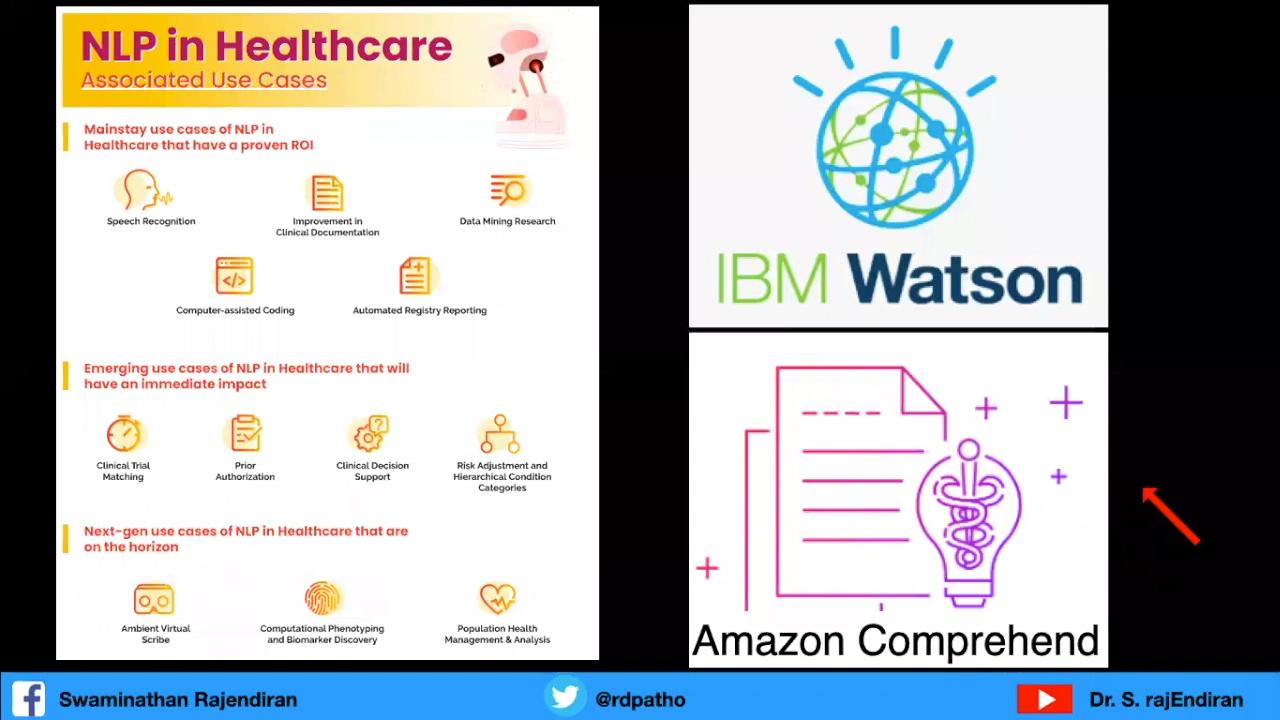 NLP in Healthcare
Associated Use Cases
Mainstay use cases of NLP in
Healthcare that have a proven ROI
Speech Recognition
Improvement in
Clinical Documentation
Data Mining Research
Computer-assisted Coding
Automated Registry Reporting
Emerging use cases of NLP in Healthcare that will
have an immediate impact
Clinical Trial
Matching
Prior
Authorization
Clinical Decision
Support
Risk Adjustment and
Hierarchical Condition
Categories
Next-gen use cases of NLP in Healthcare that are
on the horizon
Ambient Virtual
Scribe
Computational Phenotyping
and Biomarker Discovery
Population Health
Management & Analysis
IBM Watson
Amazon Comprehend
Swaminathan Rajendiran
@rdpatho
Dr. S. rajEndiran